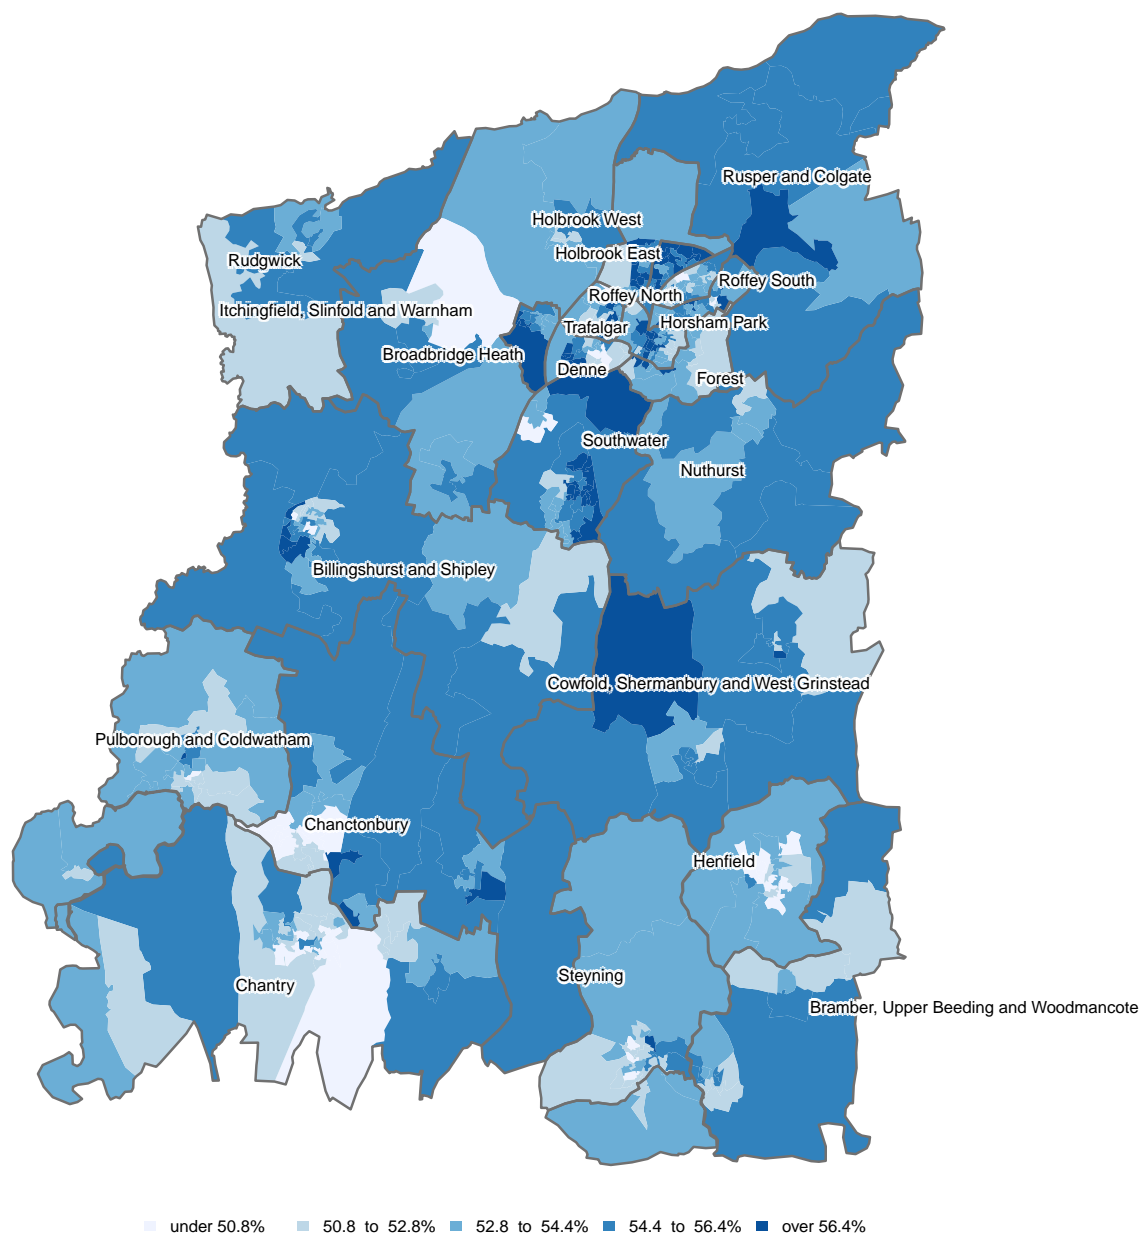 Rusper and Colgate
Holbrook West
Holbrook East
Rudgwick
Roffey South
Roffey North
Itchingfield, Slinfold and Warnham
Horsham Park
Trafalgar
Broadbridge Heath
Denne
Forest
Southwater
Nuthurst
Billingshurst and Shipley
Cowfold, Shermanbury and West Grinstead
Pulborough and Coldwatham
Chanctonbury
Henfield
Steyning
Chantry
Bramber, Upper Beeding and Woodmancote
under 50.8% 50.8 to 52.8% 52.8 to 54.4% 54.4 to 56.4% over 56.4%